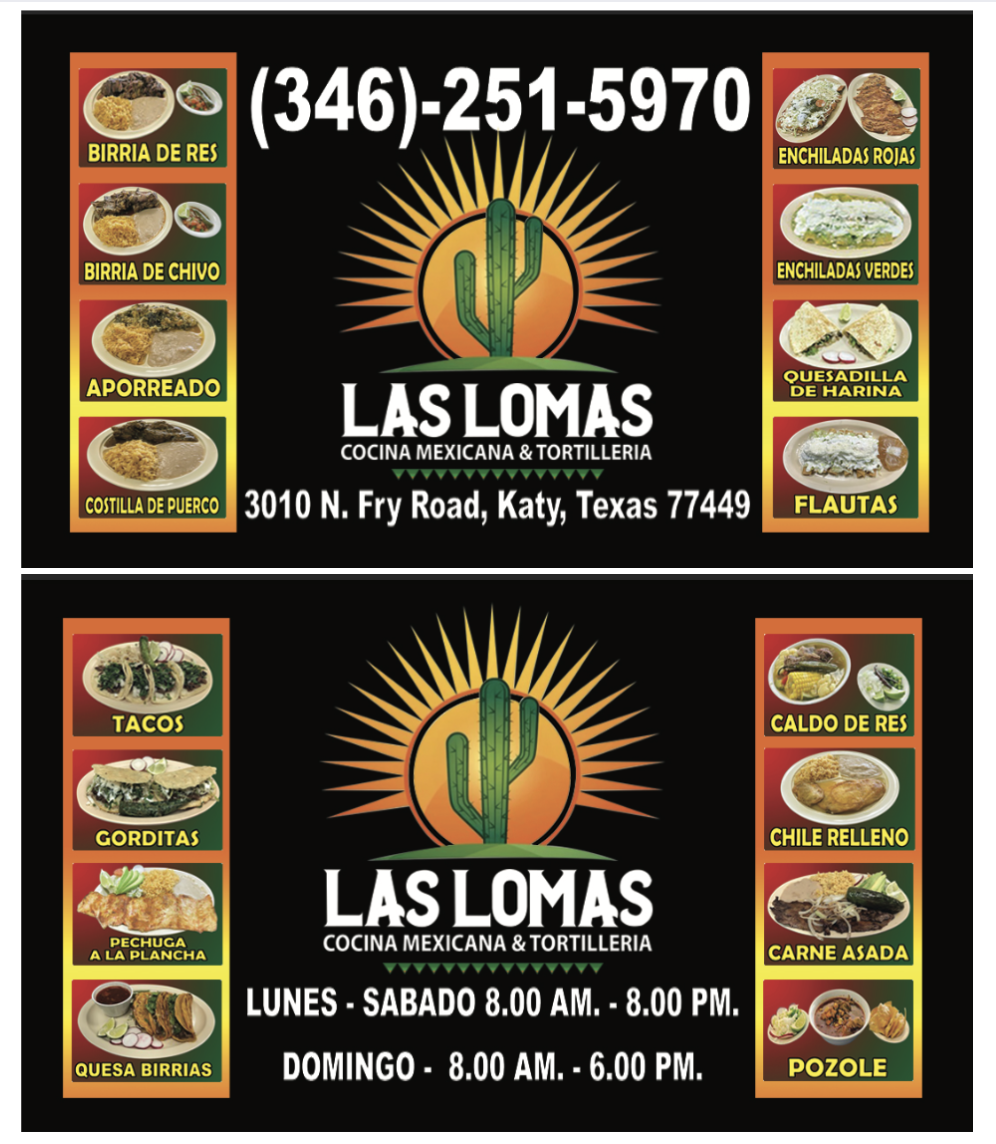 (346)-251-5970
BIRRIA DE RES
BIRRIA DE CHIVO
APORREADO
COSTILLA DE PUERCO
LAS LOMAS
COCINA MEXICANA & TORTILLERIA
3010 N. Fry Road, Katy, Texas 77449
ENCHILADAS ROJAS
ENCHILADAS VERDES
QUESADILLA
DE HARINA
FLAUTAS
TACOS
GORDITAS
PECHUGA
A LA PLANCHA
QUESA BIRRIAS
LAS LOMAS
COCINA MEXICANA & TORTILLERIA
LUNES - SABADO 8.00 AM. - 8.00 PM.
DOMINGO - 8.00 AM. - 6.00 PM.
CALDO DE RES
CHILE RELLENO
CARNE ASADA
POZOLE